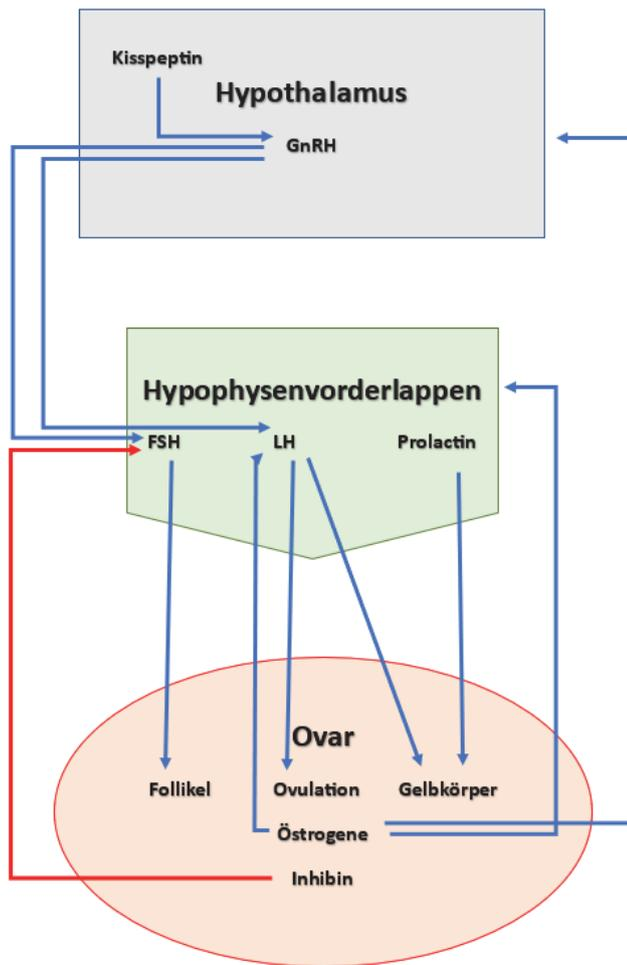 Kisspeptin
Hypothalamus
GnRH
Hypophysenvorderlappen
FSH
LH
Prolactin
Ovar
Follikel
Ovulation
Gelbkörper
Östrogene
Inhibin